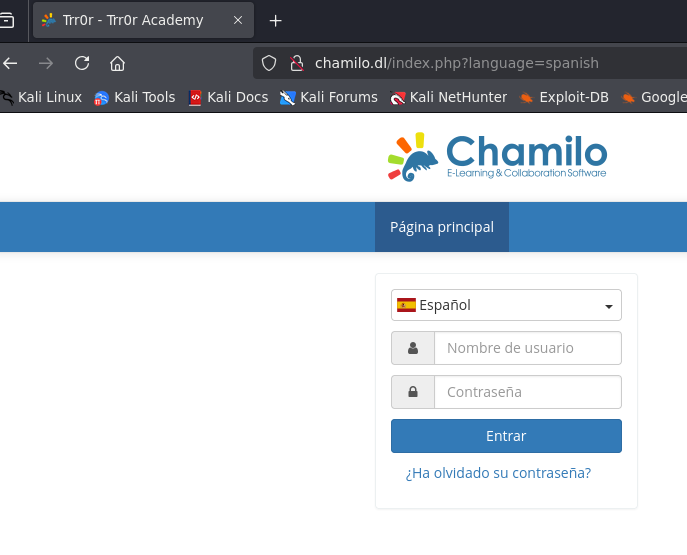 Trr0r - Trr0r Academy
chamilo.dl/index.php?language=spanish
Kali Linux Kali Tools Kali Docs Kali Forums Kali NetHunter Exploit-DB Google
Chamilo
E-Learning & Collaboration Software
Página principal
Español
Nombre de usuario
Contraseña
Entrar
¿Ha olvidado su contraseña?